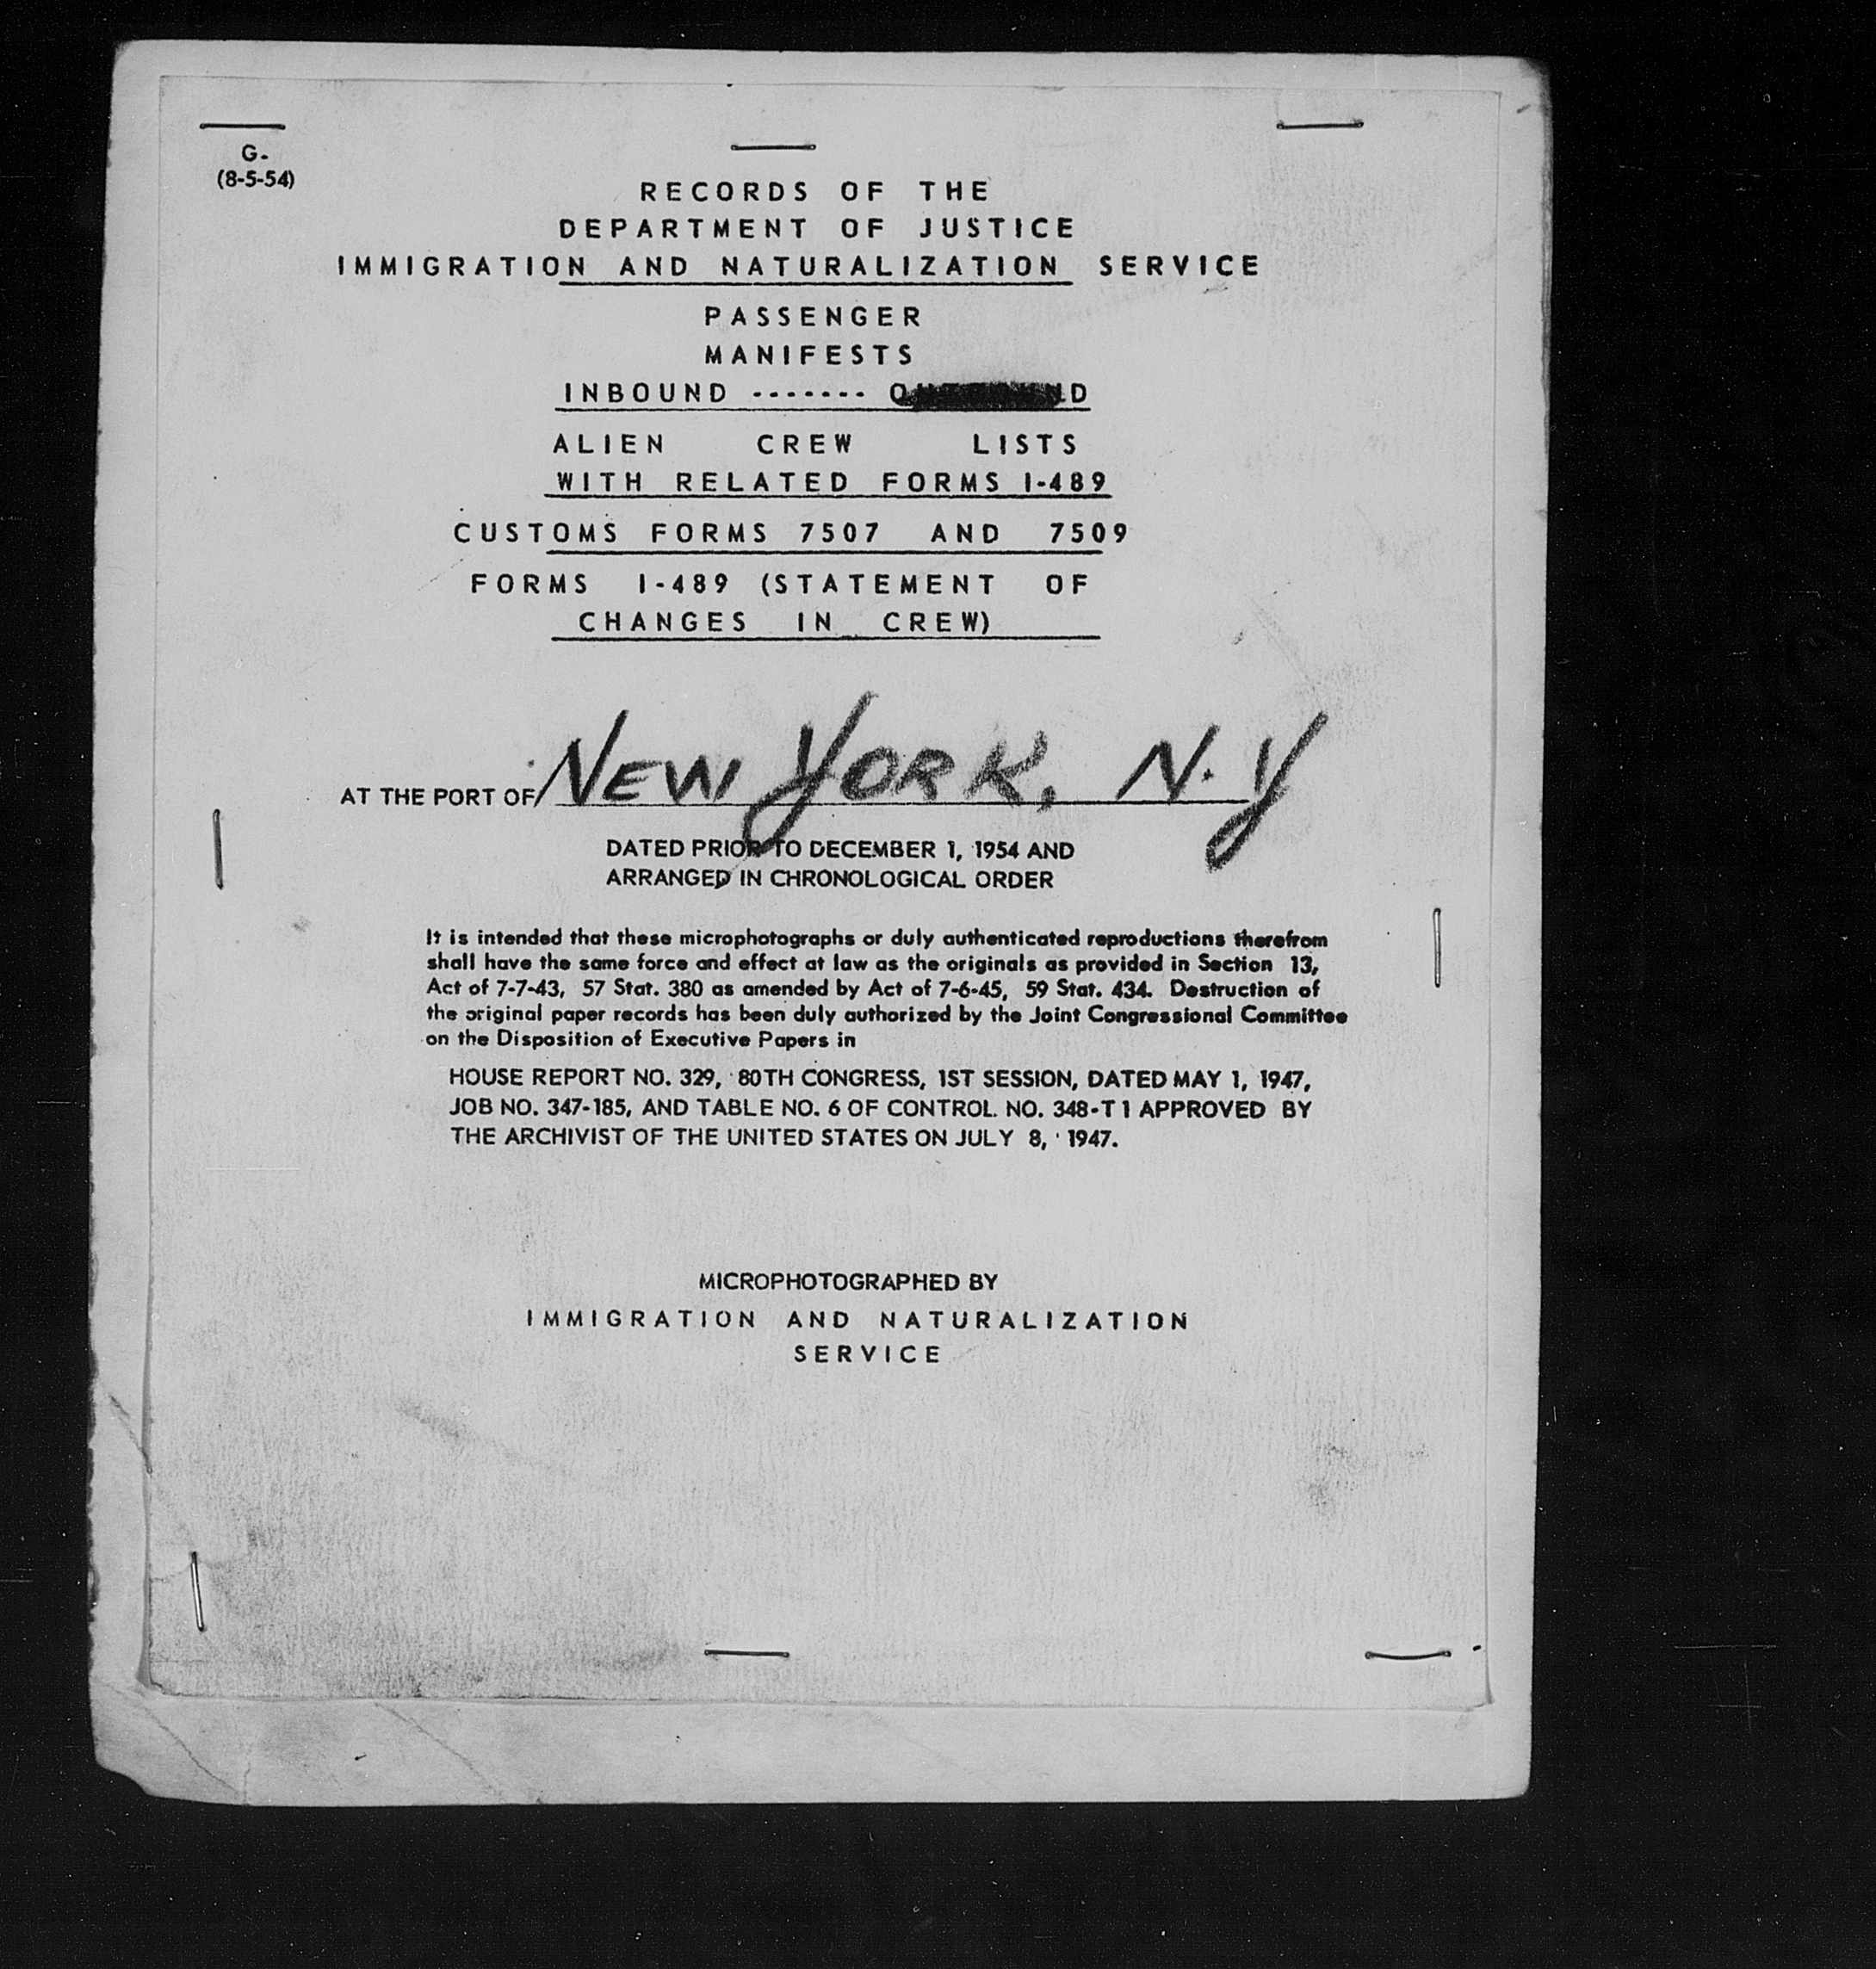 G-
(8-5-54)
RECORDS OF THE
DEPARTMENT OF JUSTICE
IMMIGRATION AND NATURALIZATION SERVICE
PASSENGER
MANIFESTS
INBOUND -------
ALIEN CREW LISTS
WITH RELATED FORMS I-489
CUSTOMS FORMS 7507 AND 7509
FORMS I-489 (STATEMENT OF
CHANGES IN CREW)
AT THE PORT OF NEW YORK, N.Y
DATED PRIOR TO DECEMBER 1, 1954 AND
ARRANGED IN CHRONOLOGICAL ORDER
It is intended that these microphotographs or duly authenticated reproductions therefrom
shall have the same force and effect at law as the originals as provided in Section 13,
Act of 7-7-43, 57 Stat. 380 as amended by Act of 7-6-45, 59 Stat. 434. Destruction of
the original paper records has been duly authorized by the Joint Congressional Committee
on the Disposition of Executive Papers in
HOUSE REPORT NO. 329, 80TH CONGRESS, 1ST SESSION, DATED MAY 1, 1947,
JOB NO. 347-185, AND TABLE NO. 6 OF CONTROL NO. 348-T1 APPROVED BY
THE ARCHIVIST OF THE UNITED STATES ON JULY 8, 1947.
MICROPHOTOGRAPHED BY
IMMIGRATION AND NATURALIZATION
SERVICE